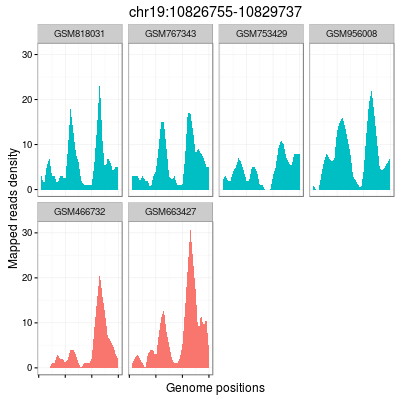 chr19:10826755-10829737
GSM818031 GSM767343 GSM753429 GSM956008
30
20
10
0
GSM466732 GSM663427
30
20
10
0
Mapped reads density
Genome positions